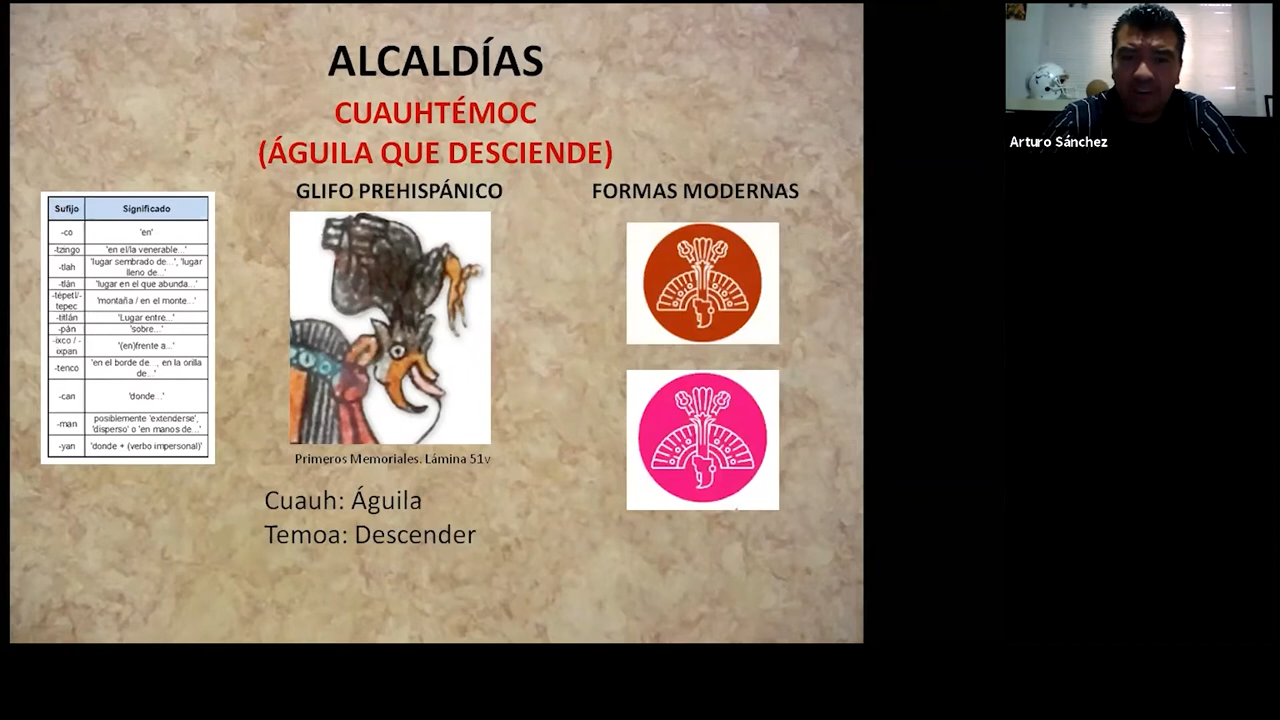 ALCALDÍAS
CUAUHTÉMOC
(ÁGUILA QUE DESCIENDE)
GLIFO PREHISPÁNICO
FORMAS MODERNAS
Sufijo Significado
-co 'en'
-tzingo 'en el/la venerable...'
-tlah 'lugar sembrado de...', 'lugar
lleno de...'
-tlán 'lugar en el que abunda...'
-tépetl/-
tepec 'montaña / en el monte...'
-titlán 'Lugar entre...'
-pàn 'sobre...'
-ixco / -
ixpan '(en)frente a...'
-tenco 'en el borde de..., en la orilla
de...'
-can 'donde...'
-man posiblemente 'extenderse',
'disperso' o 'en manos de...'
-yan 'donde + (verbo impersonal)'
Primeros Memoriales. Lámina 51v
Cuauh: Águila
Temoa: Descender
Arturo Sánchez